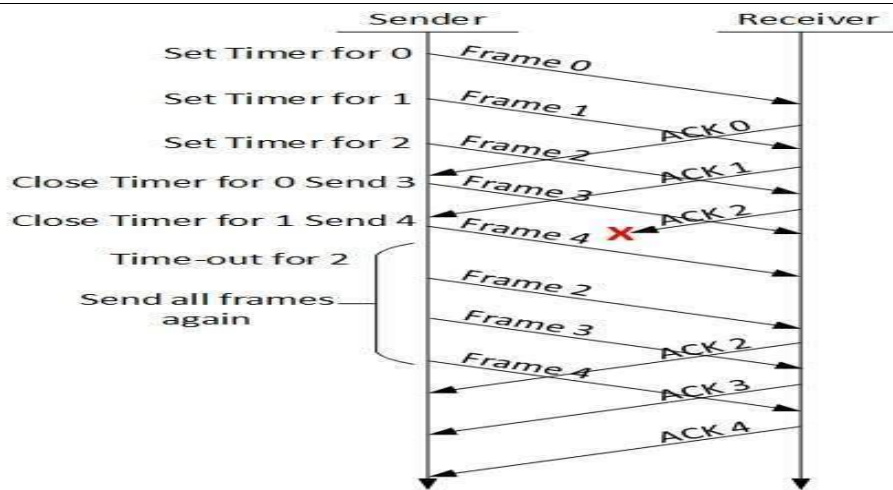 Sender
Receiver
Set Timer for 0
Frame 0
Set Timer for 1
Frame 1
ACK 0
Set Timer for 2
Frame 2
ACK 1
Close Timer for 0 Send 3
Frame 3
ACK 2
Close Timer for 1 Send 4
Frame 4
Time-out for 2
Frame 2
Send all frames
again
Frame 3
ACK 2
Frame 4
ACK 3
ACK 4